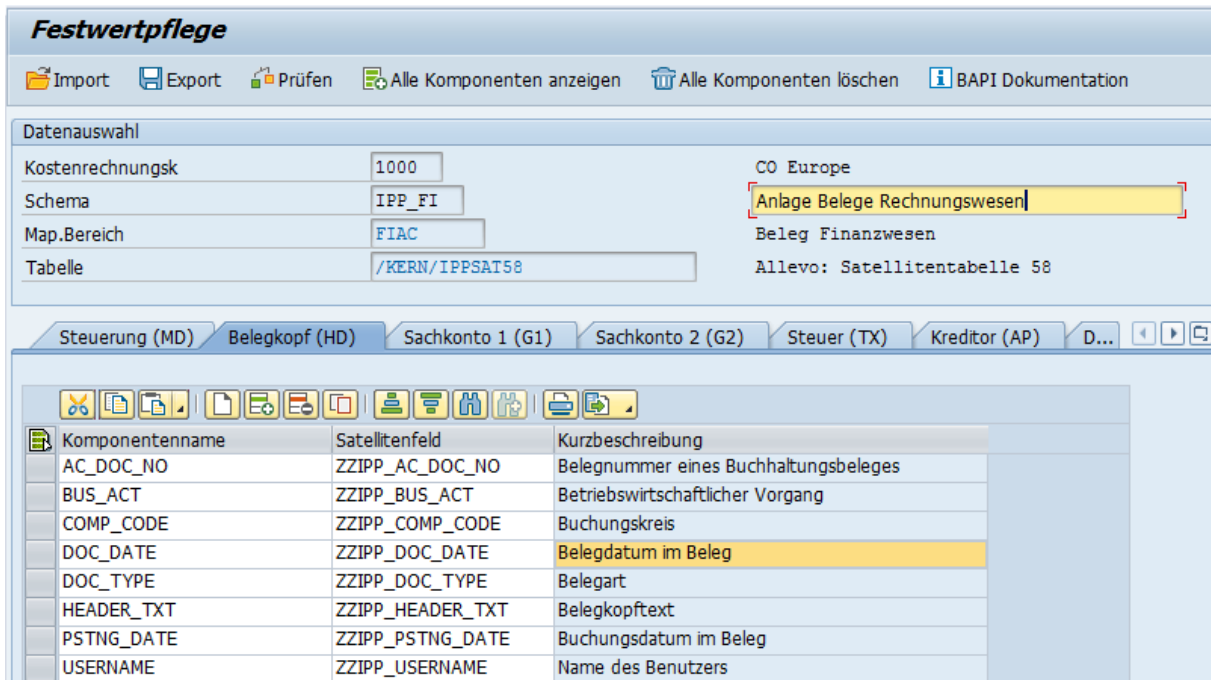 Festwertpflege
Import Export Prüfen Alle Komponenten anzeigen Alle Komponenten löschen BAPI Dokumentation
Datenauswahl
Kostenrechnungsk 1000 CO Europe
Schema IPP_FI Anlage Belege Rechnungswesen
Map.Bereich FIAC Beleg Finanzwesen
Tabelle /KERN/IPPSAT58 Allevo: Satellitentabelle 58
Steuerung (MD) Belegkopf (HD) Sachkonto 1 (G1) Sachkonto 2 (G2) Steuer (TX) Kreditor (AP) D...
Komponentenname Satellitenfeld Kurzbeschreibung
AC_DOC_NO ZZIPP_AC_DOC_NO Belegnummer eines Buchhaltungsbeleges
BUS_ACT ZZIPP_BUS_ACT Betriebswirtschaftlicher Vorgang
COMP_CODE ZZIPP_COMP_CODE Buchungskreis
DOC_DATE ZZIPP_DOC_DATE Belegdatum im Beleg
DOC_TYPE ZZIPP_DOC_TYPE Belegart
HEADER_TXT ZZIPP_HEADER_TXT Belegkopftext
PSTNG_DATE ZZIPP_PSTNG_DATE Buchungsdatum im Beleg
USERNAME ZZIPP_USERNAME Name des Benutzers